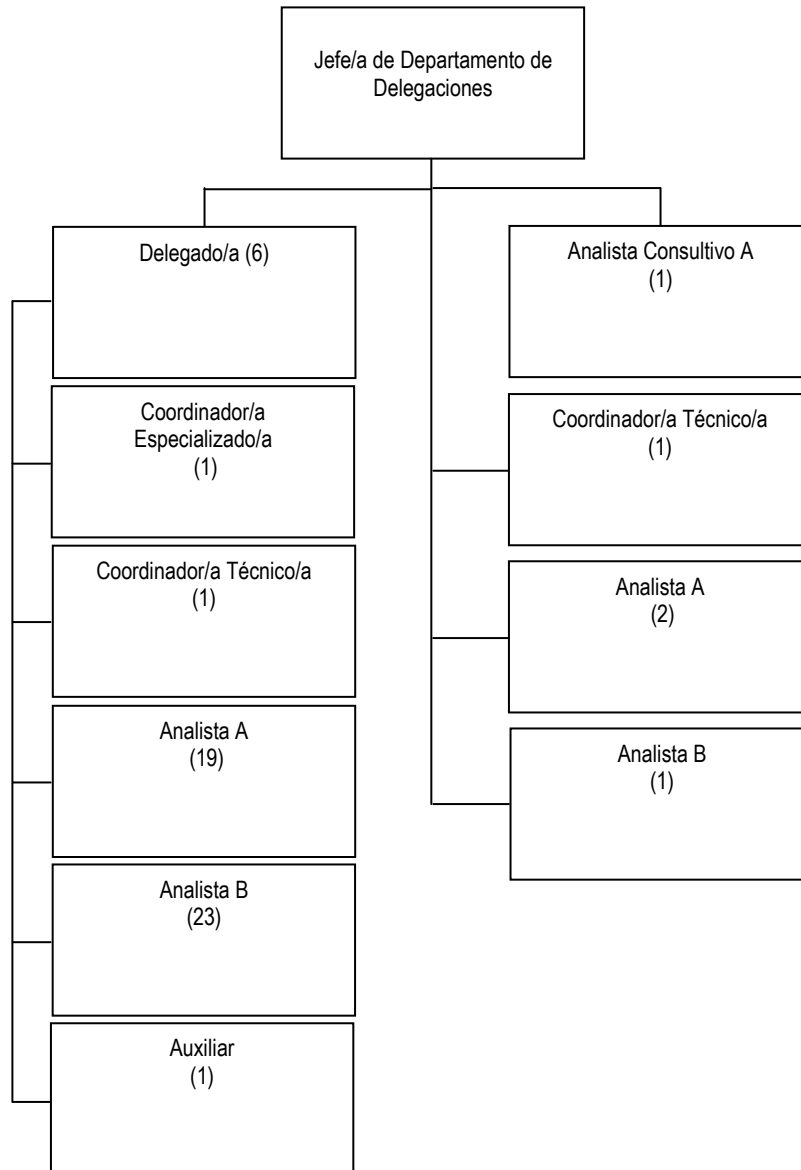 Jefe/a de Departamento de
Delegaciones
Delegado/a (6)
Coordinador/a
Especializado/a
(1)
Coordinador/a Técnico/a
(1)
Analista A
(19)
Analista B
(23)
Auxiliar
(1)
Analista Consultivo A
(1)
Coordinador/a Técnico/a
(1)
Analista A
(2)
Analista B
(1)